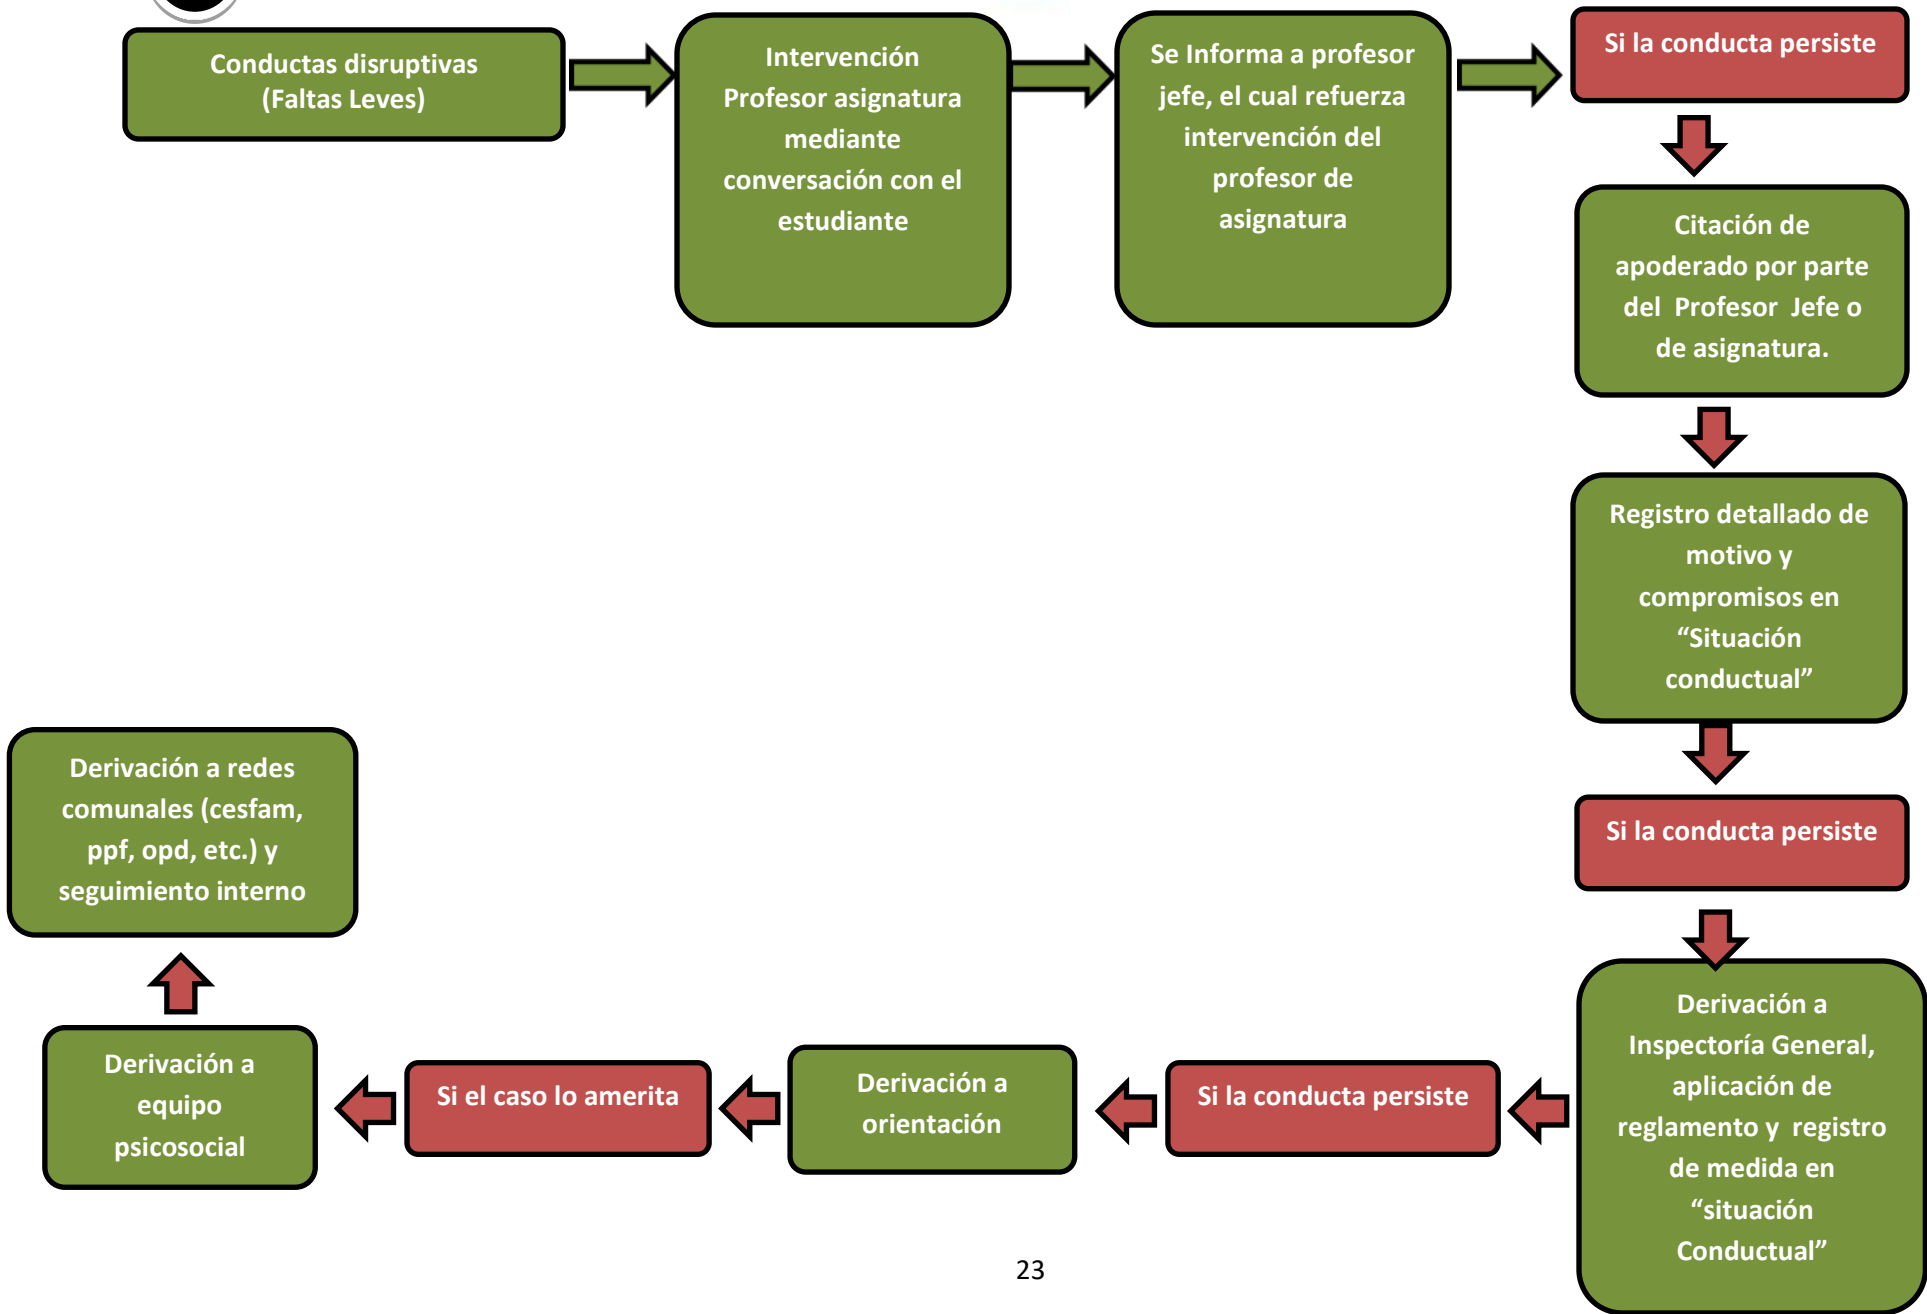 Conductas disruptivas
(Faltas Leves)
Intervención
Profesor asignatura
mediante
conversación con el
estudiante
Se Informa a profesor
jefe, el cual refuerza
intervención del
profesor de
asignatura
Si la conducta persiste
Citación de
apoderado por parte
del  Profesor  Jefe o
de asignatura.
Registro detallado de
motivo y
compromisos en
“Situación
conductual”
Si la conducta persiste
Derivación a
Inspectoría General,
aplicación de
reglamento y  registro
de medida en
“situación
Conductual”
Si la conducta persiste
Derivación a
orientación
Si el caso lo amerita
Derivación a
equipo
psicosocial
Derivación a redes
comunales (cesfam,
ppf, opd, etc.) y
seguimiento interno
23